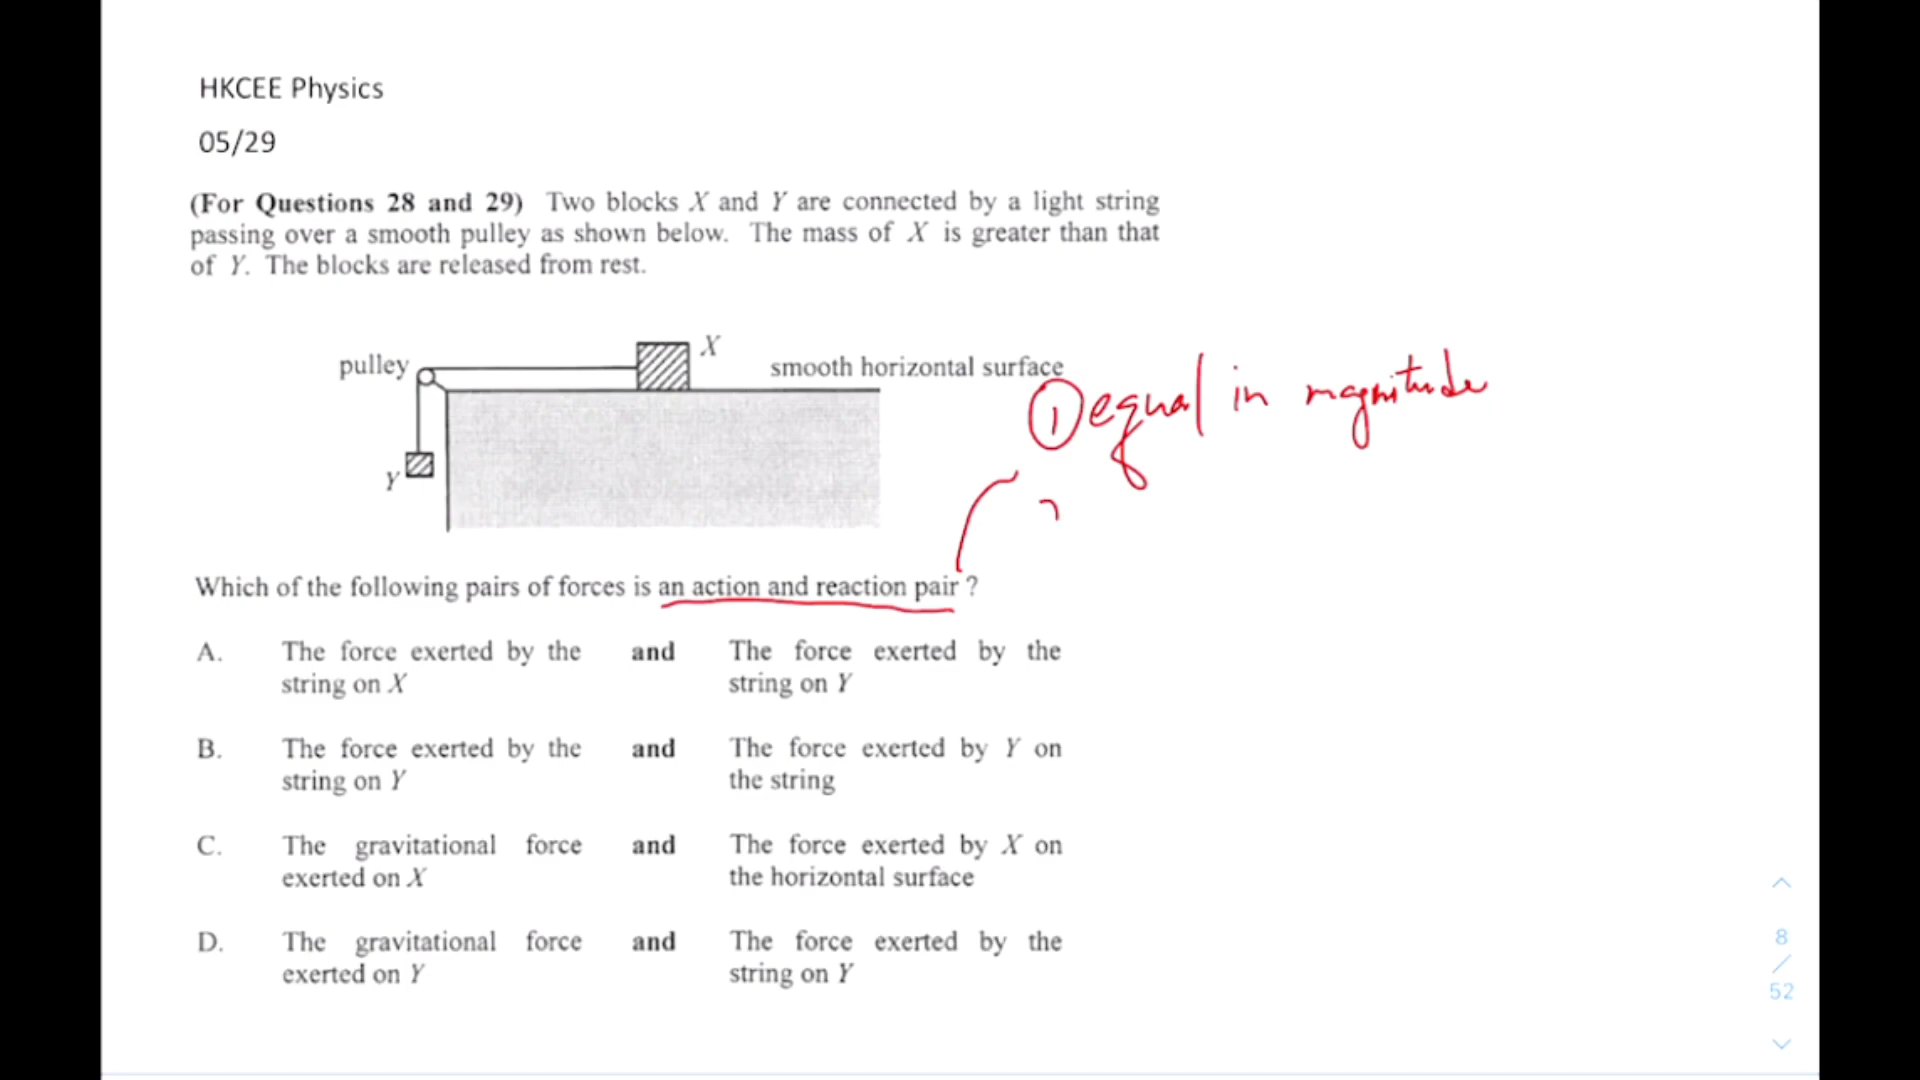 HKCEE Physics
05/29
(For Questions 28 and 29) Two blocks X and Y are connected by a light string
passing over a smooth pulley as shown below. The mass of X is greater than that
of Y. The blocks are released from rest.
pulley
X
smooth horizontal surface
Y
① equal in magnitude
Which of the following pairs of forces is an action and reaction pair ?
A. The force exerted by the and The force exerted by the
string on X string on Y
B. The force exerted by the and The force exerted by Y on
string on Y the string
C. The gravitational force and The force exerted by X on
exerted on X the horizontal surface
D. The gravitational force and The force exerted by the
exerted on Y string on Y
8
/
52